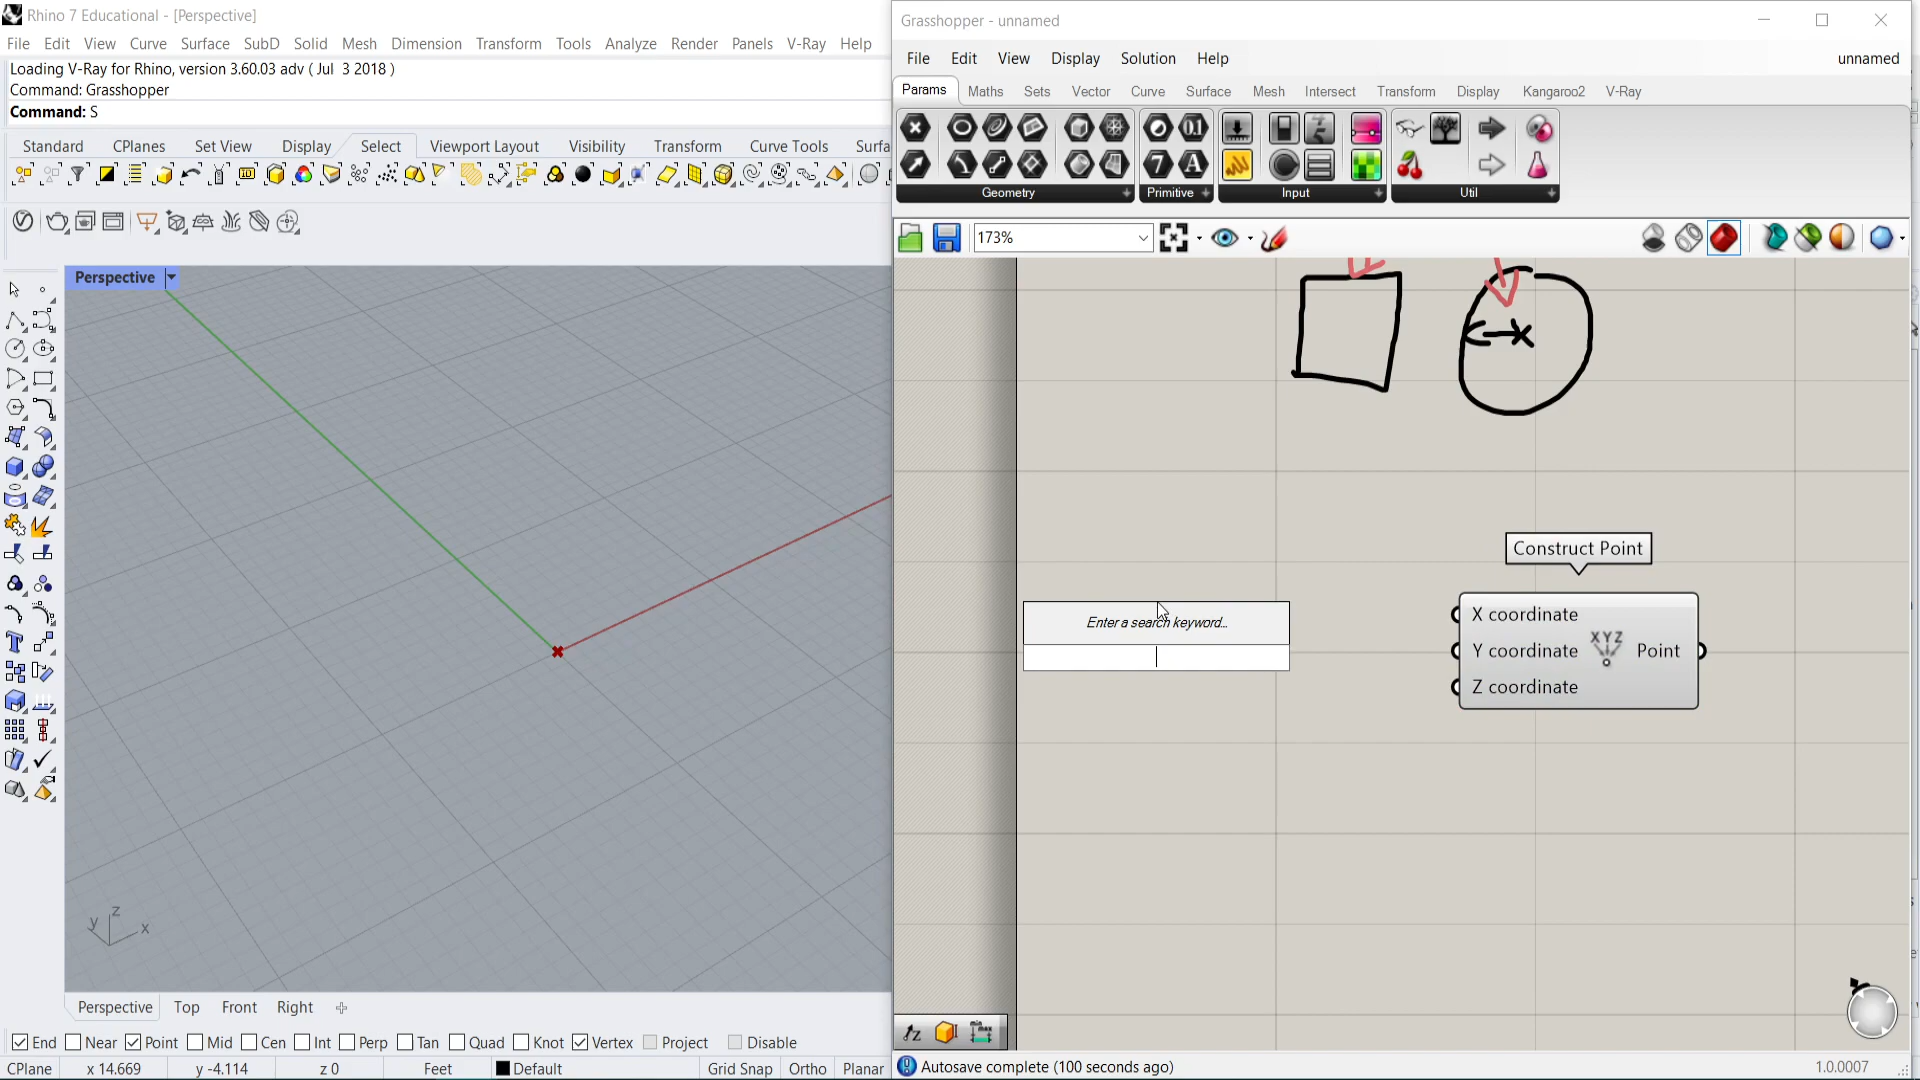 Rhino 7 Educational - [Perspective]
File Edit View Curve Surface SubD Solid Mesh Dimension Transform Tools Analyze Render Panels V-Ray Help
Loading V-Ray for Rhino, version 3.60.03 adv ( Jul 3 2018 )
Command: Grasshopper
Command: S
Standard CPlanes Set View Display Select Viewport Layout Visibility Transform Curve Tools Surfa
Perspective
z
y x
Perspective Top Front Right
End Near Point Mid Cen Int Perp Tan Quad Knot Vertex Project Disable
CPlane x 14.669 y -4.114 z 0 Feet Default Grid Snap Ortho Planar
Grasshopper - unnamed
File Edit View Display Solution Help unnamed
Params Maths Sets Vector Curve Surface Mesh Intersect Transform Display Kangaroo2 V-Ray
Geometry Primitive Input Util
173%
Construct Point
Enter a search keyword...
X coordinate
Y coordinate
Z coordinate
XYZ
Point
Autosave complete (100 seconds ago) 1.0.0007